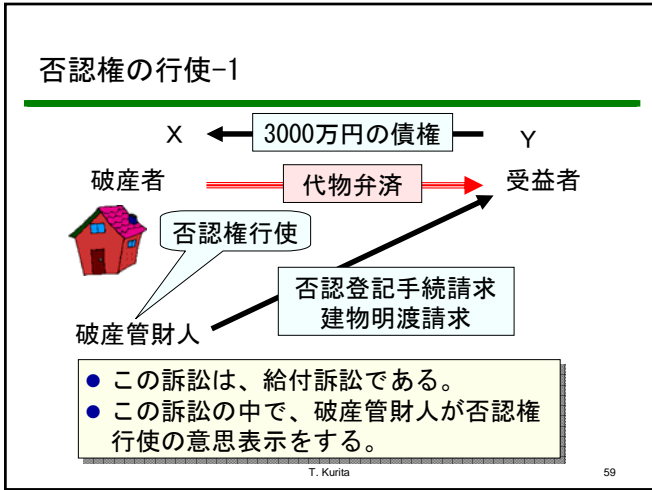 否認権の行使-1
X
3000万円の債権
Y
破産者
代物弁済
受益者
否認権行使
否認登記手続請求
建物明渡請求
破産管財人
● この訴訟は、給付訴訟である。
● この訴訟の中で、破産管財人が否認権
行使の意思表示をする。
T. Kurita
59